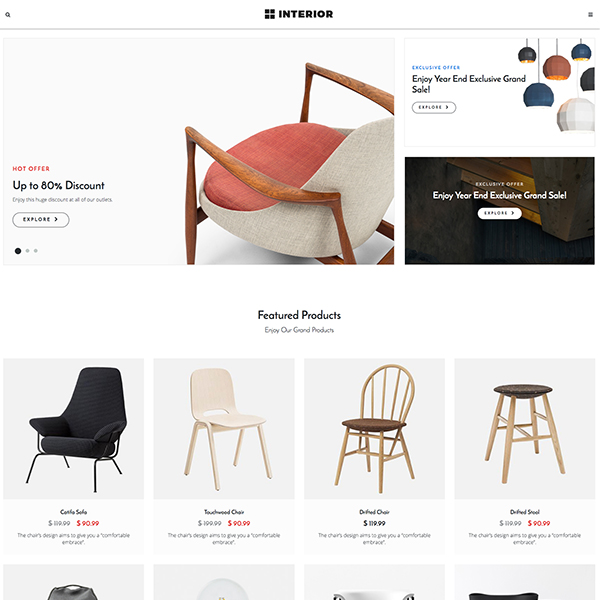 INTERIOR
HOT OFFER
Up to 80% Discount
Enjoy this huge discount at all of our outlets.
EXPLORE
EXCLUSIVE OFFER
Enjoy Year End Exclusive Grand
Sale!
EXPLORE
EXCLUSIVE OFFER
Enjoy Year End Exclusive Grand Sale!
EXPLORE
Featured Products
Enjoy Our Grand Products
Catifa Sofa
$ 119.99 $ 90.99
The chair's design aims to give you a "comfortable
embrace".
Touchwood Chair
$ 199.99 $ 90.99
The chair's design aims to give you a "comfortable
embrace".
Drifted Chair
$ 119.99
The chair's design aims to give you a "comfortable
embrace".
Drifted Stool
$ 119.99 $ 90.99
The chair's design aims to give you a "comfortable
embrace".